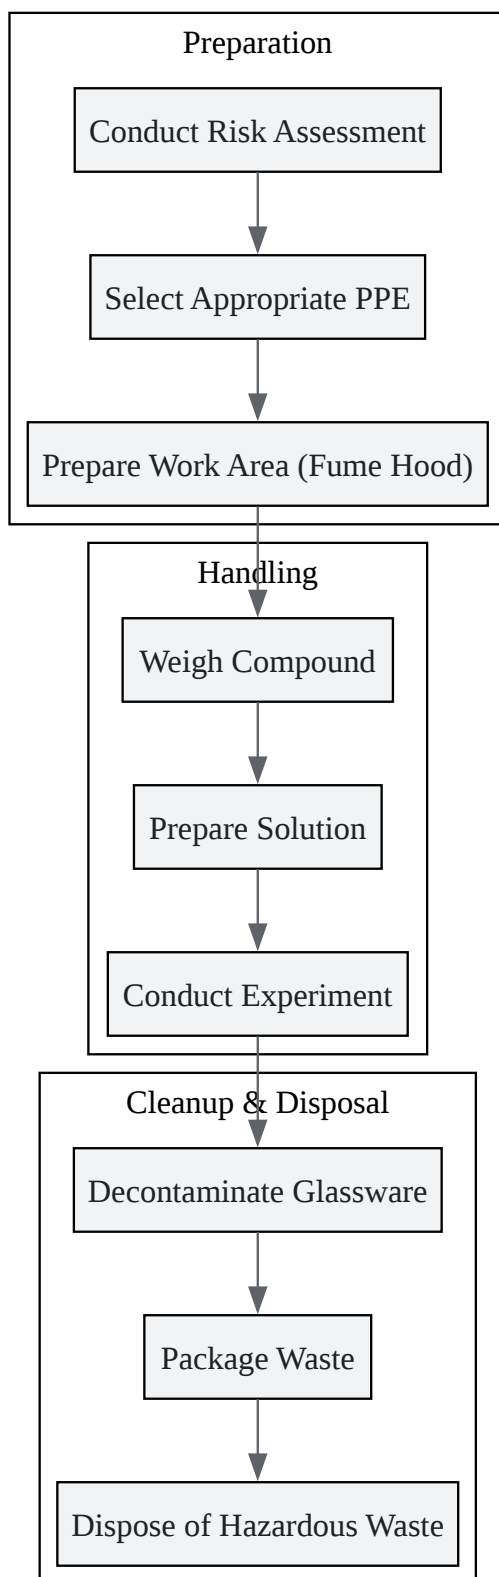 Preparation
Conduct Risk Assessment
Select Appropriate PPE
Prepare Work Area (Fume Hood)
Handling
Weigh Compound
Prepare Solution
Conduct Experiment
Cleanup & Disposal
Decontaminate Glassware
Package Waste
Dispose of Hazardous Waste